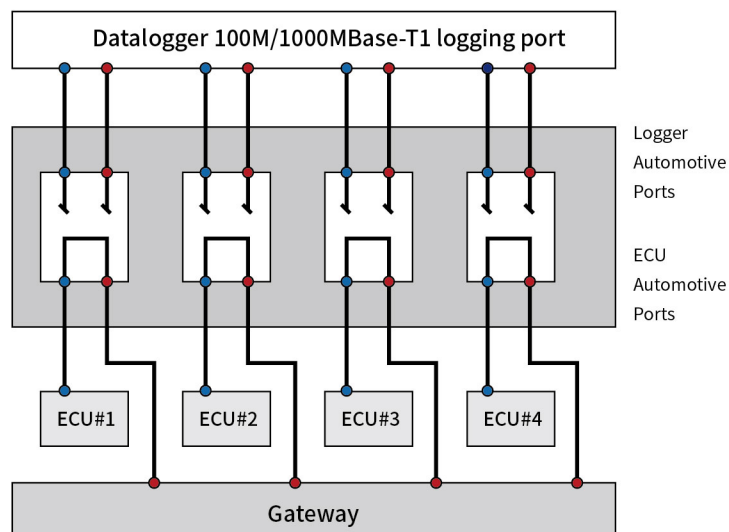 Datalogger 100M/1000MBase-T1 logging port
Logger
Automotive
Ports
ECU
Automotive
Ports
ECU#1
ECU#2
ECU#3
ECU#4
Gateway